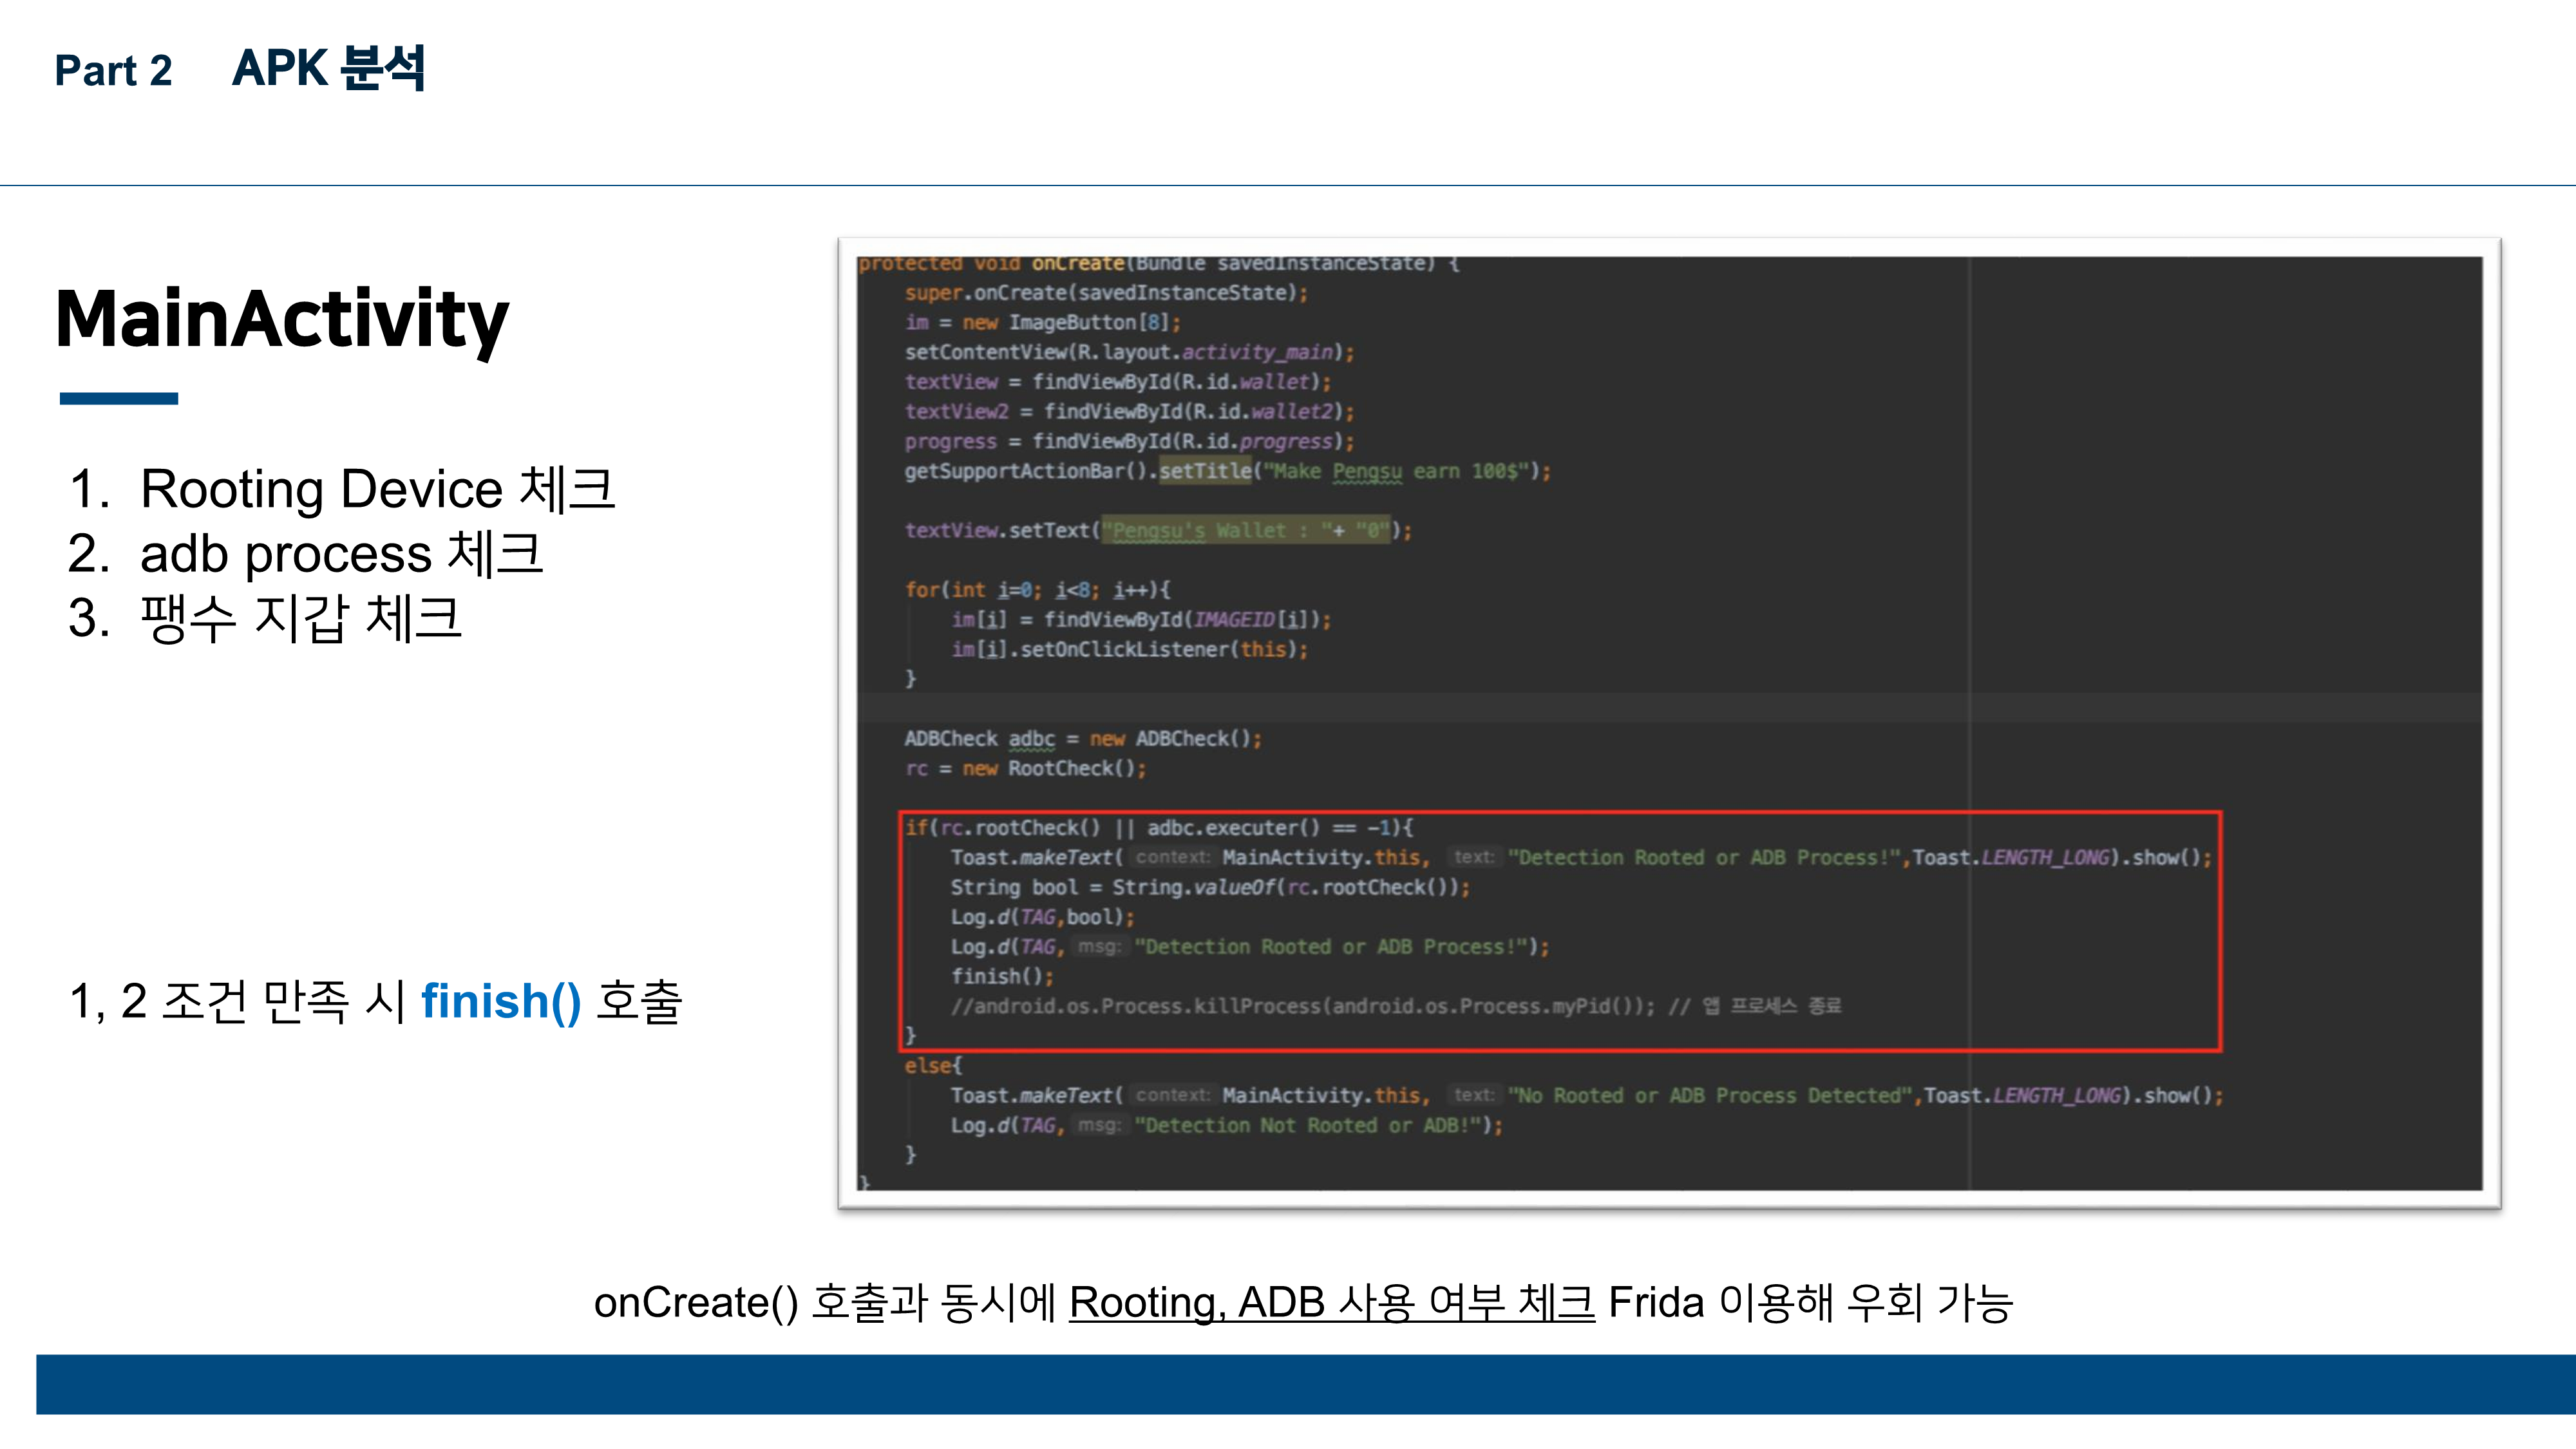 Part 2 APK 분석
MainActivity
1. Rooting Device 체크
2. adb process 체크
3. 팽수 지갑 체크
1, 2 조건 만족 시 finish() 호출
protected void onCreate(Bundle savedInstanceState) {
super.onCreate(savedInstanceState);
im = new ImageButton[8];
setContentView(R.layout.activity_main);
textView = findViewById(R.id.wallet);
textView2 = findViewById(R.id.wallet2);
progress = findViewById(R.id.progress);
getSupportActionBar().setTitle("Make Pengsu earn 100$");
textView.setText("Pengsu's Wallet : "+ "0");
for(int i=0; i<8; i++){
im[i] = findViewById(IMAGEID[i]);
im[i].setOnClickListener(this);
}
ADBCheck adbc = new ADBCheck();
rc = new RootCheck();
if(rc.rootCheck() || adbc.executer() == -1){
Toast.makeText( context: MainActivity.this, text: "Detection Rooted or ADB Process!",Toast.LENGTH_LONG).show();
String bool = String.valueOf(rc.rootCheck());
Log.d(TAG,bool);
Log.d(TAG, msg: "Detection Rooted or ADB Process!");
finish();
//android.os.Process.killProcess(android.os.Process.myPid()); // 앱 프로세스 종료
}
else{
Toast.makeText( context: MainActivity.this, text: "No Rooted or ADB Process Detected",Toast.LENGTH_LONG).show();
Log.d(TAG, msg: "Detection Not Rooted or ADB!");
}
}
onCreate() 호출과 동시에 Rooting, ADB 사용 여부 체크 Frida 이용해 우회 가능